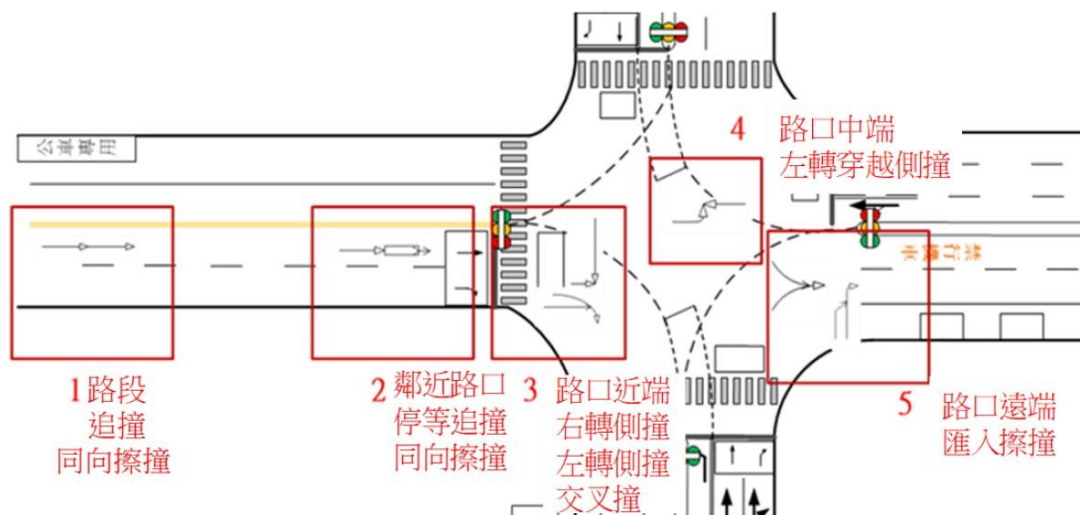 公車專用
4 路口中端
左轉穿越側撞
禁行機車
1 路段
追撞
同向擦撞
2 鄰近路口
停等追撞
同向擦撞
3 路口近端
右轉側撞
左轉側撞
交叉撞
5 路口遠端
匯入擦撞